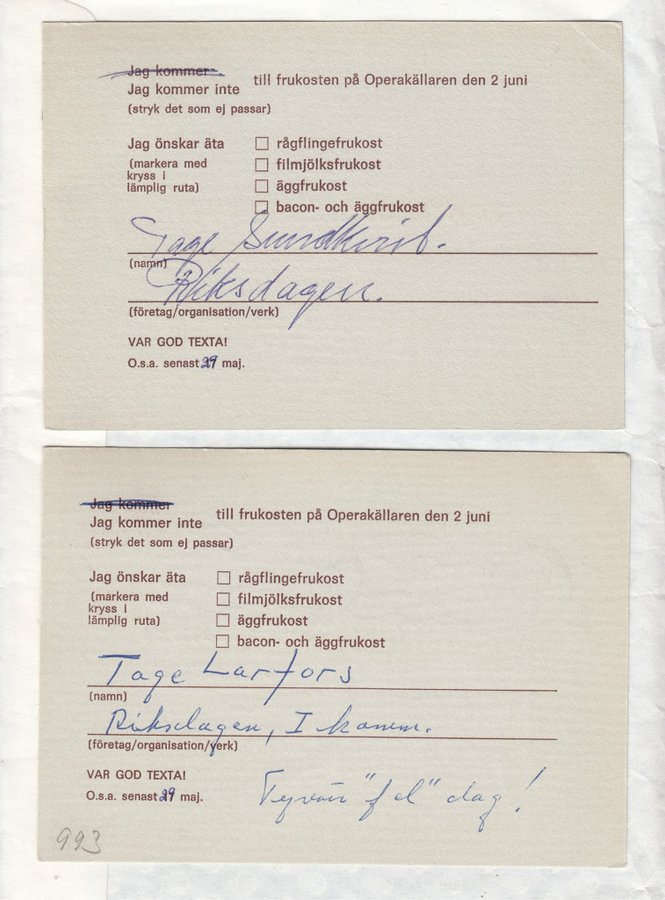 Jag kommer
Jag kommer inte till frukosten på Operakällaren den 2 juni
(stryk det som ej passar)
Jag önskar äta ☐ rågflingefrukost
(markera med ☐ filmjölksfrukost
kryss i
lämplig ruta) ☐ äggfrukost
☐ bacon- och äggfrukost
Tage Sundkvist.
(namn)
Riksdagen.
(företag/organisation/verk)
VAR GOD TEXTA!
O.s.a. senast 29 maj.
Jag kommer
Jag kommer inte till frukosten på Operakällaren den 2 juni
(stryk det som ej passar)
Jag önskar äta ☐ rågflingefrukost
(markera med ☐ filmjölksfrukost
kryss i
lämplig ruta) ☐ äggfrukost
☐ bacon- och äggfrukost
Tage Larfors
(namn)
Riksdagen, I kamm.
(företag/organisation/verk)
VAR GOD TEXTA!
O.s.a. senast 29 maj.
Tyvärr "fel" dag!
993